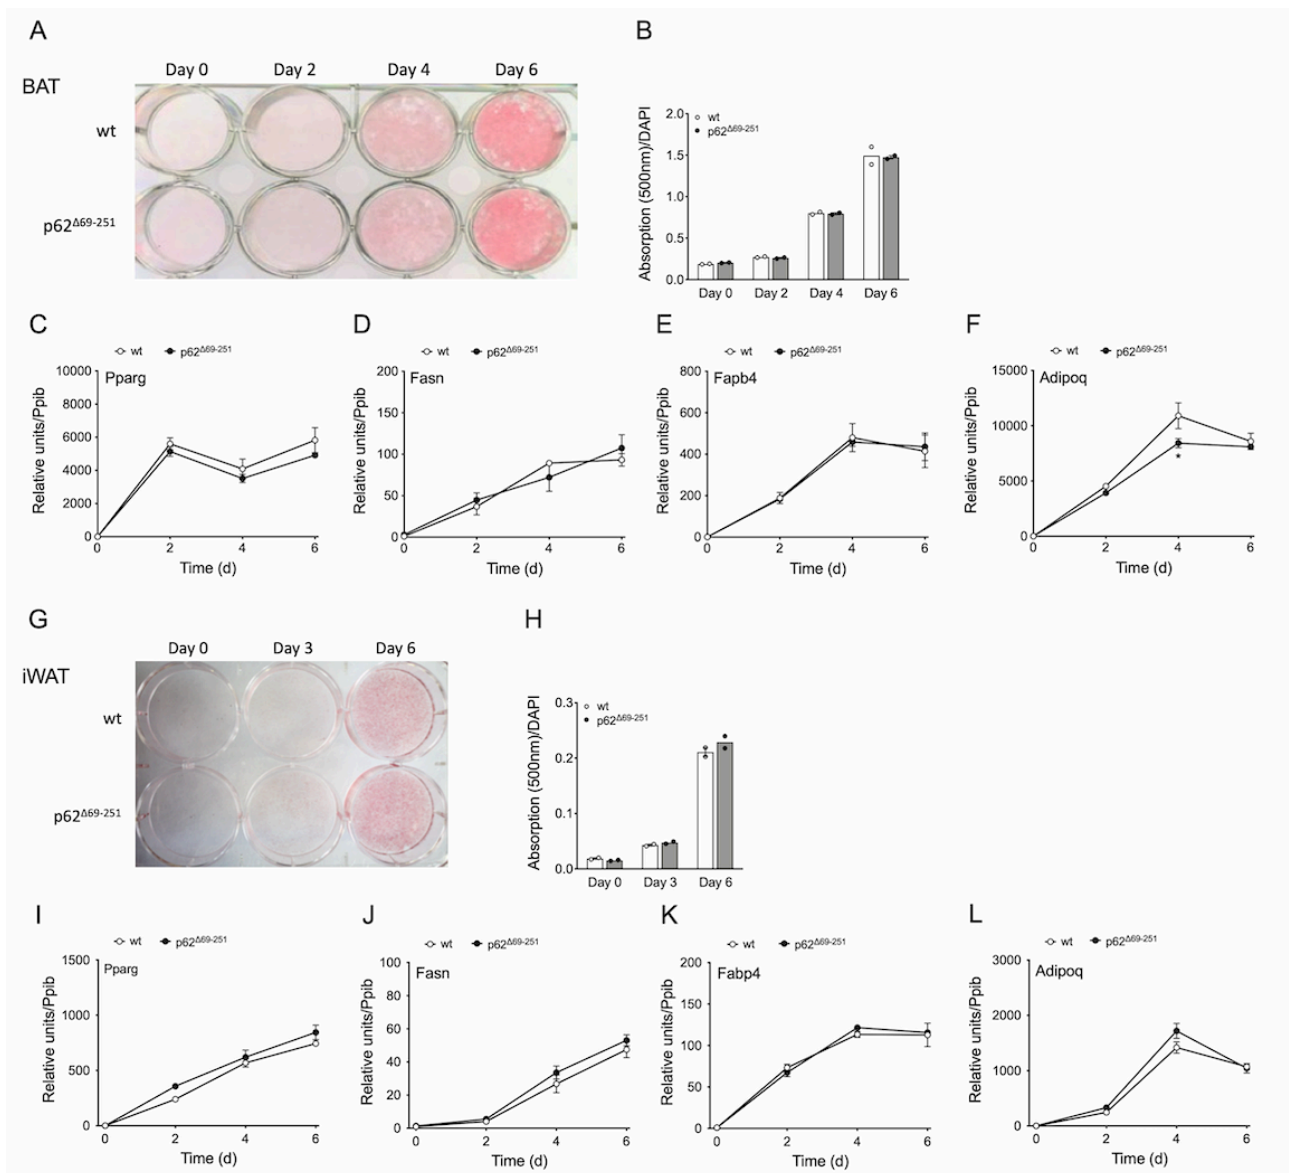 A
BAT
Day 0 Day 2 Day 4 Day 6
wt
p62Δ69-251
B
Absorption (500nm)/DAPI
2.0
1.5
1.0
0.5
0.0
wt
p62Δ69-251
Day 0 Day 2 Day 4 Day 6
C
wt p62Δ69-251
Pparg
Relative units/Ppib
10000
8000
6000
4000
2000
0
0 2 4 6
Time (d)
D
wt p62Δ69-251
Fasn
Relative units/Ppib
200
150
100
50
0
0 2 4 6
Time (d)
E
wt p62Δ69-251
Fapb4
Relative units/Ppib
800
600
400
200
0
0 2 4 6
Time (d)
F
wt p62Δ69-251
Adipoq
Relative units/Ppib
15000
10000
5000
0
*
0 2 4 6
Time (d)
G
iWAT
Day 0 Day 3 Day 6
wt
p62Δ69-251
H
Absorption (500nm)/DAPI
0.3
0.2
0.1
0.0
wt
p62Δ69-251
Day 0 Day 3 Day 6
I
wt p62Δ69-251
Pparg
Relative units/Ppib
1500
1000
500
0
0 2 4 6
Time (d)
J
wt p62Δ69-251
Fasn
Relative units/Ppib
100
80
60
40
20
0
0 2 4 6
Time (d)
K
wt p62Δ69-251
Fabp4
Relative units/Ppib
200
150
100
50
0
0 2 4 6
Time (d)
L
wt p62Δ69-251
Adipoq
Relative units/Ppib
3000
2000
1000
0
0 2 4 6
Time (d)